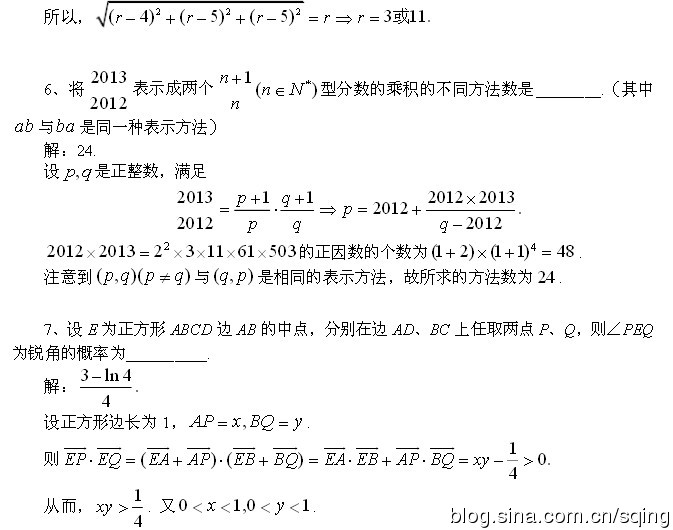 所以，√((r−4)²+(r−5)²+(r−5)²) = r ⇒ r = 3或11.
6、将 2013/2012 表示成两个 (n+1)/n (n∈N*) 型分数的乘积的不同方法数是________.（其中
ab 与 ba 是同一种表示方法）
解：24.
设 p,q 是正整数，满足
2013/2012 = (p+1)/p · (q+1)/q ⇒ p = 2012 + (2012×2013)/(q−2012).
2012×2013 = 2²×3×11×61×503 的正因数的个数为 (1+2)×(1+1)⁴ = 48.
注意到 (p,q)(p≠q) 与 (q,p) 是相同的表示方法，故所求的方法数为 24.
7、设 E 为正方形 ABCD 边 AB 的中点，分别在边 AD、BC 上任取两点 P、Q，则∠PEQ
为锐角的概率为__________.
解：(3−ln4)/4.
设正方形边长为 1，AP = x, BQ = y.
则 EP⃗·EQ⃗ = (EA⃗+AP⃗)·(EB⃗+BQ⃗) = EA⃗·EB⃗+AP⃗·BQ⃗ = xy − 1/4 > 0.
从而，xy > 1/4. 又 0 < x < 1, 0 < y < 1.
blog.sina.com.cn/sqing